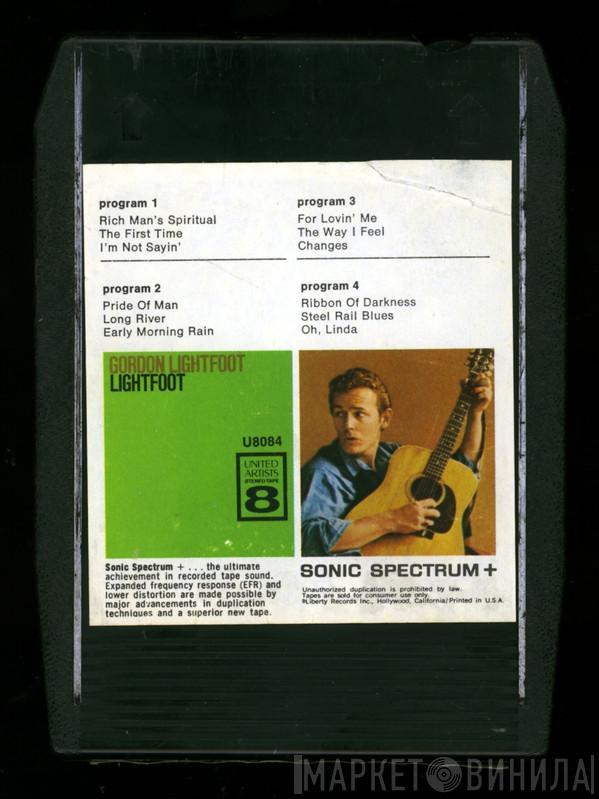 program 1
Rich Man's Spiritual
The First Time
I'm Not Sayin'
program 3
For Lovin' Me
The Way I Feel
Changes
program 2
Pride Of Man
Long River
Early Morning Rain
program 4
Ribbon Of Darkness
Steel Rail Blues
Oh, Linda
GORDON LIGHTFOOT
LIGHTFOOT
U8084
UNITED
ARTISTS
STEREO TAPE
8
Sonic Spectrum + . . . the ultimate
achievement in recorded tape sound.
Expanded frequency response (EFR) and
lower distortion are made possible by
major advancements in duplication
techniques and a superior new tape.
SONIC SPECTRUM +
Unauthorized duplication is prohibited by law.
Tapes are sold for consumer use only.
Liberty Records Inc., Hollywood, California/Printed in U.S.A.
МАРКЕТ ВИНИЛА